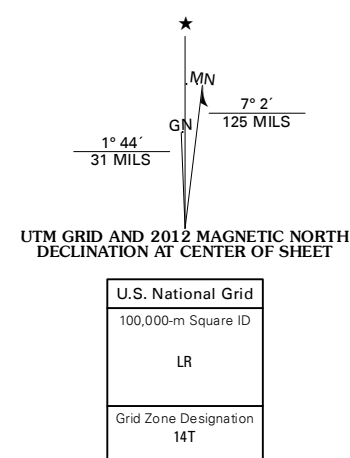 ★
MN
7° 2´
125 MILS
GN
1° 44´
31 MILS
UTM GRID AND 2012 MAGNETIC NORTH
DECLINATION AT CENTER OF SHEET
U.S. National Grid
100,000-m Square ID
LR
Grid Zone Designation
14T